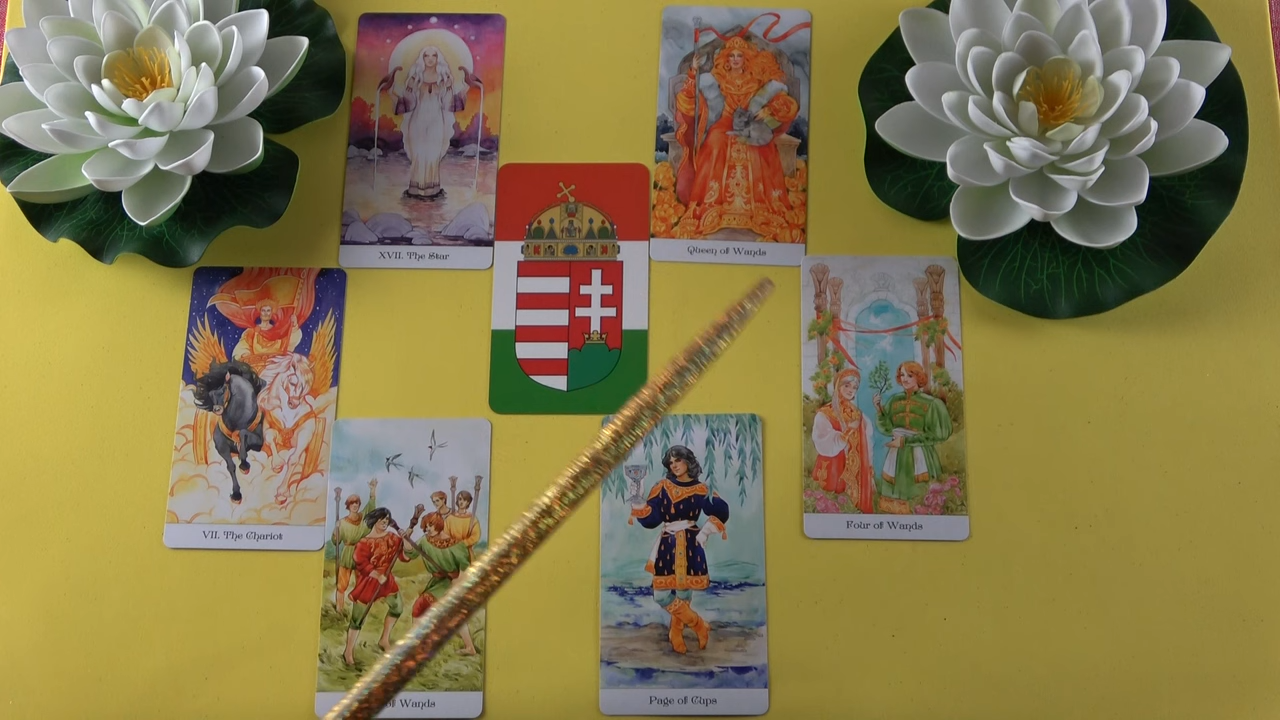 XVII. The Star
Queen of Wands
VII. The Chariot
Four of Wands
of Wands
Page of Cups